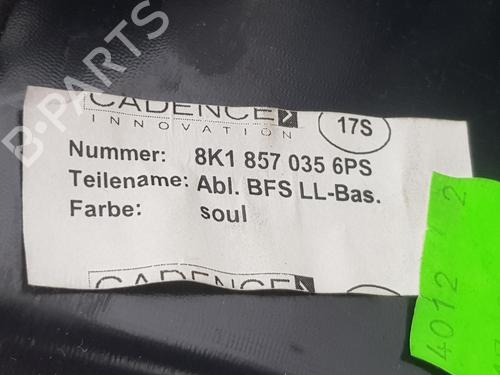 CADENCE
INNOVATION
17S
Nummer: 8K1 857 035 6PS
Teilename: Abl. BFS LL-Bas.
Farbe: soul
CADENCE
4012
2
B-PARTS